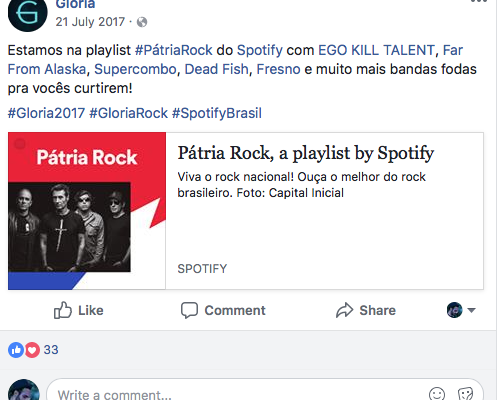 Gloria
21 July 2017 ·
Estamos na playlist #PátriaRock do Spotify com EGO KILL TALENT, Far
From Alaska, Supercombo, Dead Fish, Fresno e muito mais bandas fodas
pra vocês curtirem!
#Gloria2017 #GloriaRock #SpotifyBrasil
Pátria Rock
Pátria Rock, a playlist by Spotify
Viva o rock nacional! Ouça o melhor do rock
brasileiro. Foto: Capital Inicial
SPOTIFY
Like Comment Share
33
Write a comment...